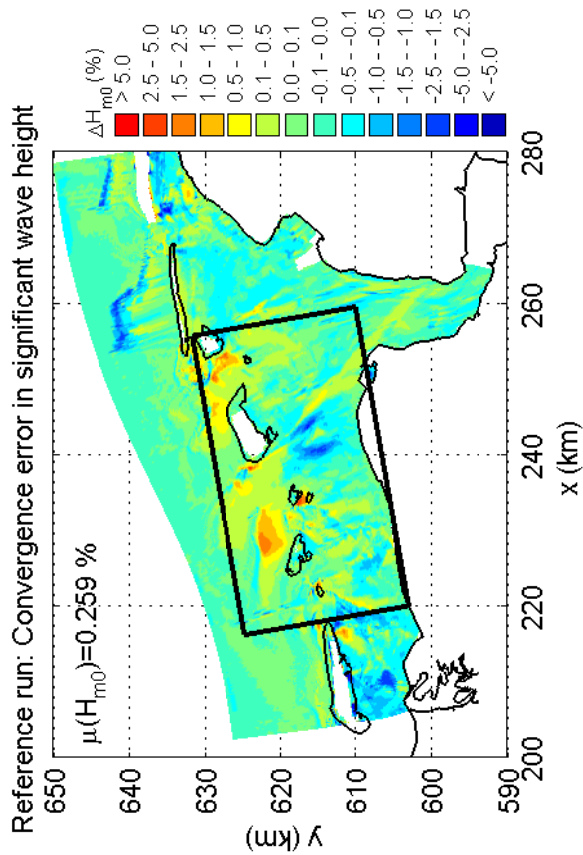 Reference run: Convergence error in significant wave height
μ(Hm0)=0.259 %
ΔHm0(%)
> 5.0
2.5 - 5.0
1.5 - 2.5
1.0 - 1.5
0.5 - 1.0
0.1 - 0.5
0.0 - 0.1
-0.1 - 0.0
-0.5 - -0.1
-1.0 - -0.5
-1.5 - -1.0
-2.5 - -1.5
-5.0 - -2.5
< -5.0
650
640
630
620
610
600
590
y (km)
200
220
240
260
280
x (km)